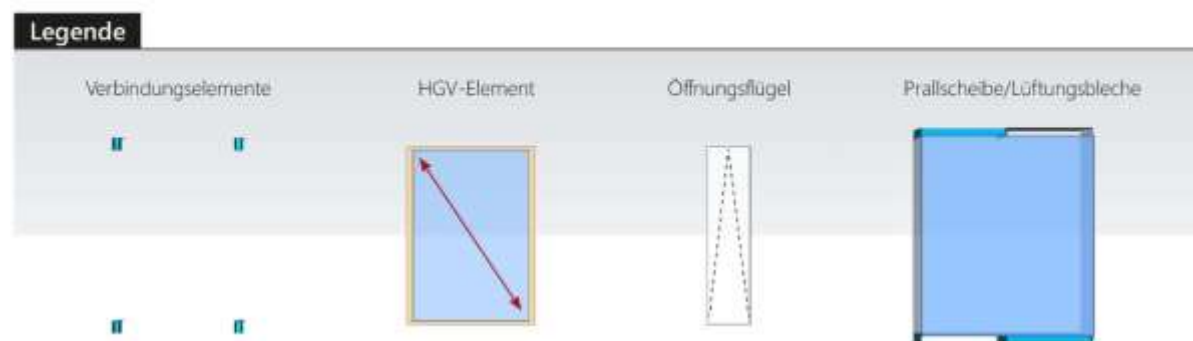 Legende
Verbindungselemente
HGV-Element
Öffnungsflügel
Prallscheibe/Lüftungsbleche